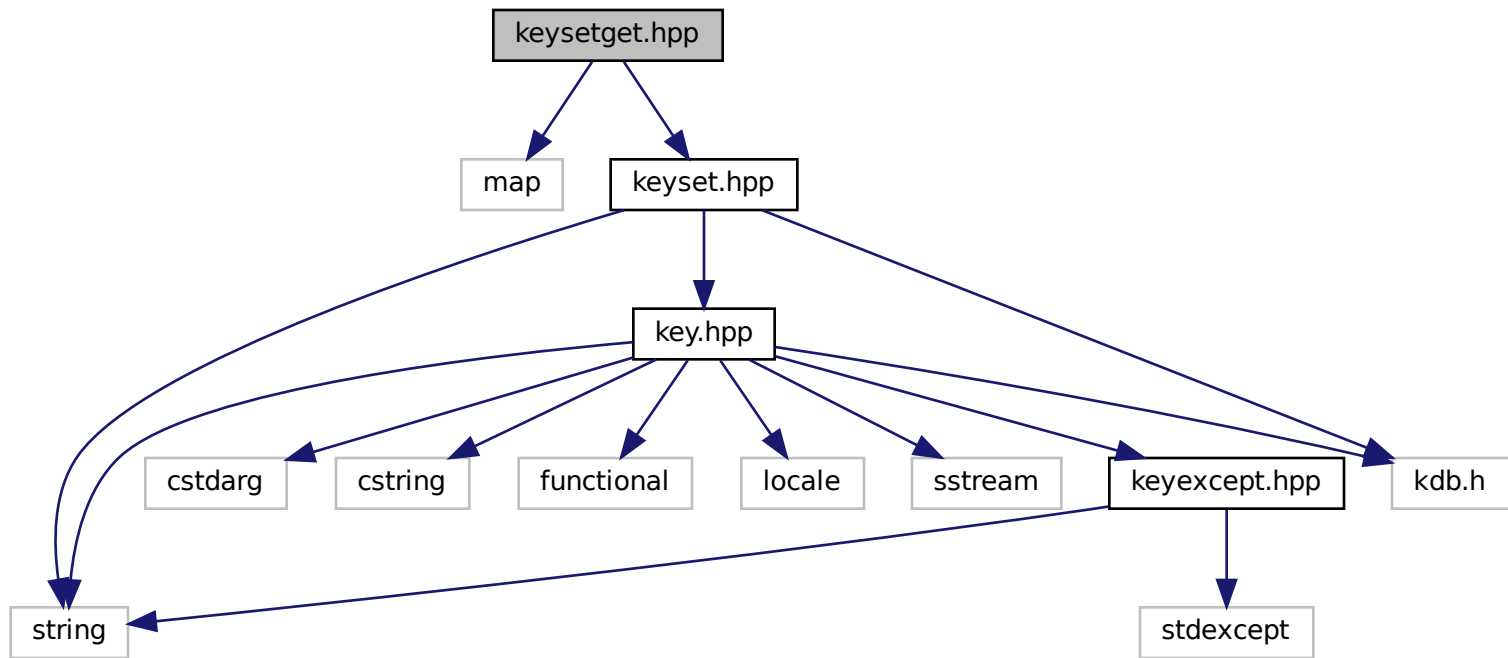 keysetget.hpp
map
keyset.hpp
key.hpp
cstdarg
cstring
functional
locale
sstream
keyexcept.hpp
kdb.h
string
stdexcept